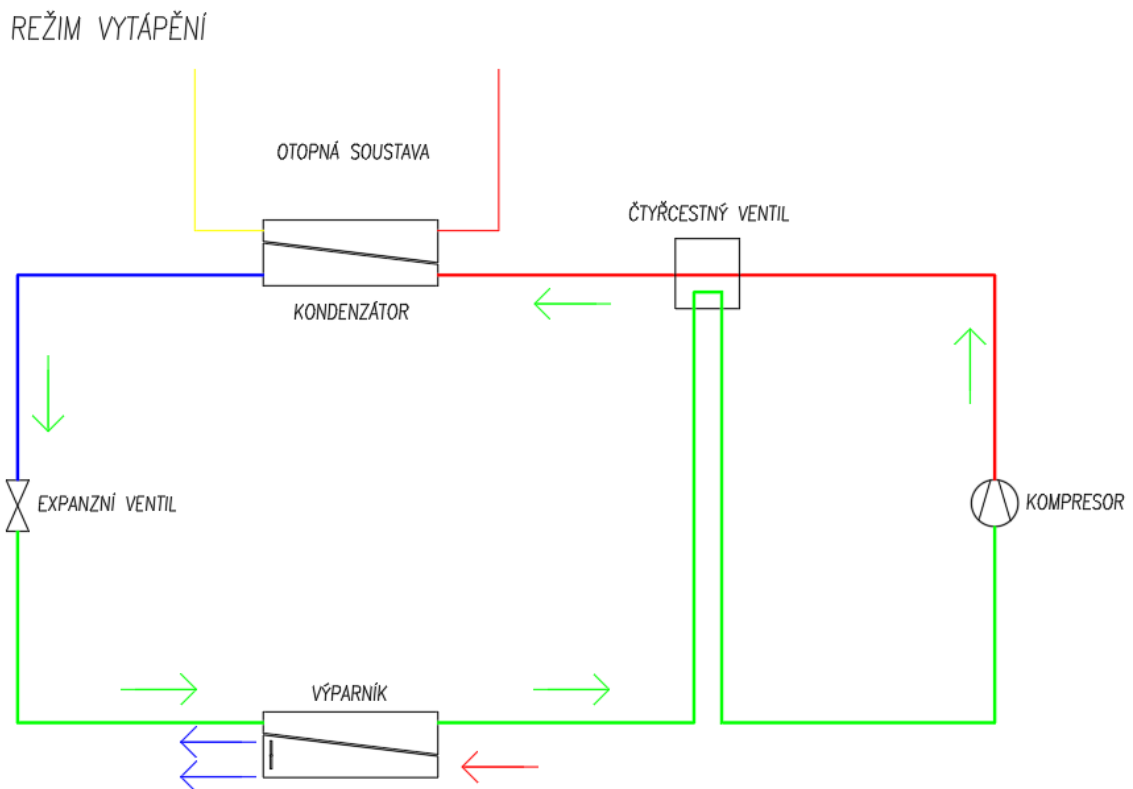 REŽIM VYTÁPĚNÍ
OTOPNÁ SOUSTAVA
ČTYŘCESTNÝ VENTIL
KONDENZÁTOR
EXPANZNÍ VENTIL
KOMPRESOR
VÝPARNÍK